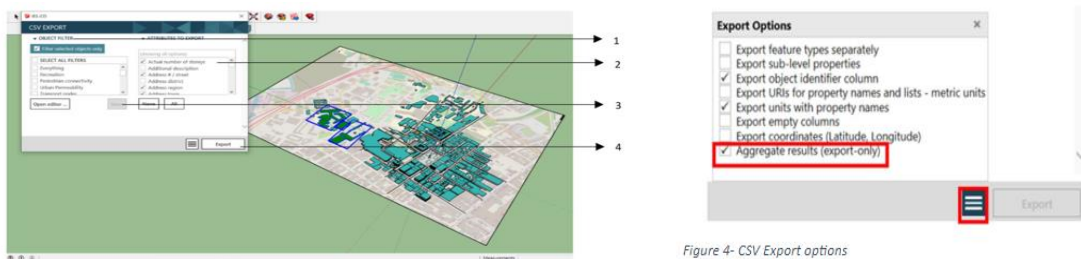 CSV EXPORT
OBJECT FILTER
ATTRIBUTES TO EXPORT
Filter selected objects only
SELECT ALL FILTERS
Everything
Recreation
Pedestrian connectivity
Urban Permeability
Actual number of storeys
Additional description
Address # / street
Address district
Address region
Open editor ...
None
All
Export
1
2
3
4
Export Options
Export feature types separately
Export sub-level properties
Export object identifier column
Export URIs for property names and lists - metric units
Export units with property names
Export empty columns
Export coordinates (Latitude, Longitude)
Aggregate results (export-only)
Export
Figure 4- CSV Export options